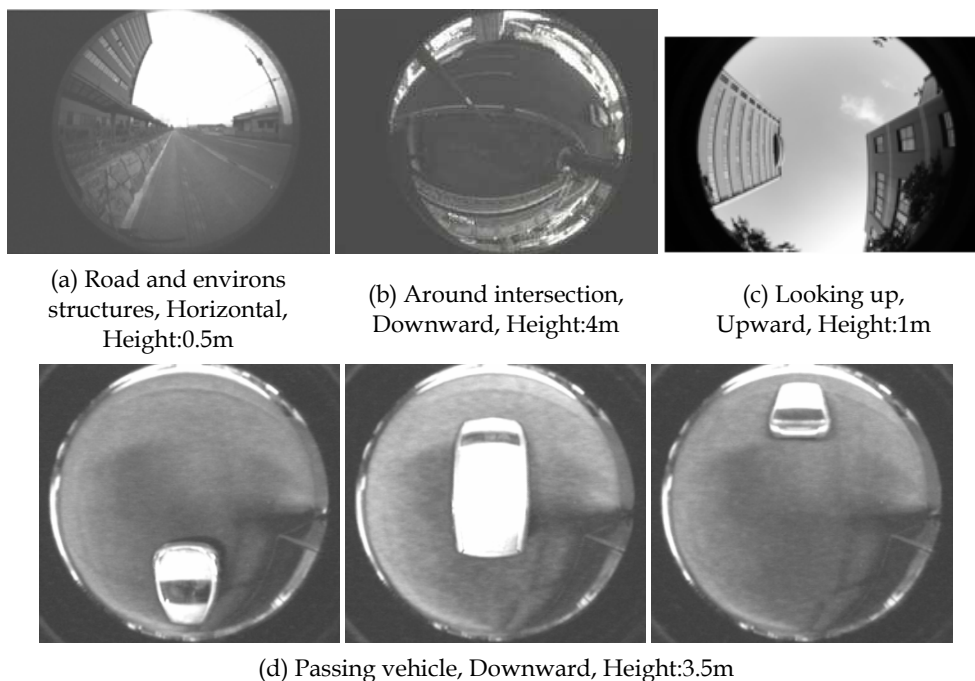 (a) Road and environs
structures, Horizontal,
Height:0.5m
(b) Around intersection,
Downward, Height:4m
(c) Looking up,
Upward, Height:1m
(d) Passing vehicle, Downward, Height:3.5m